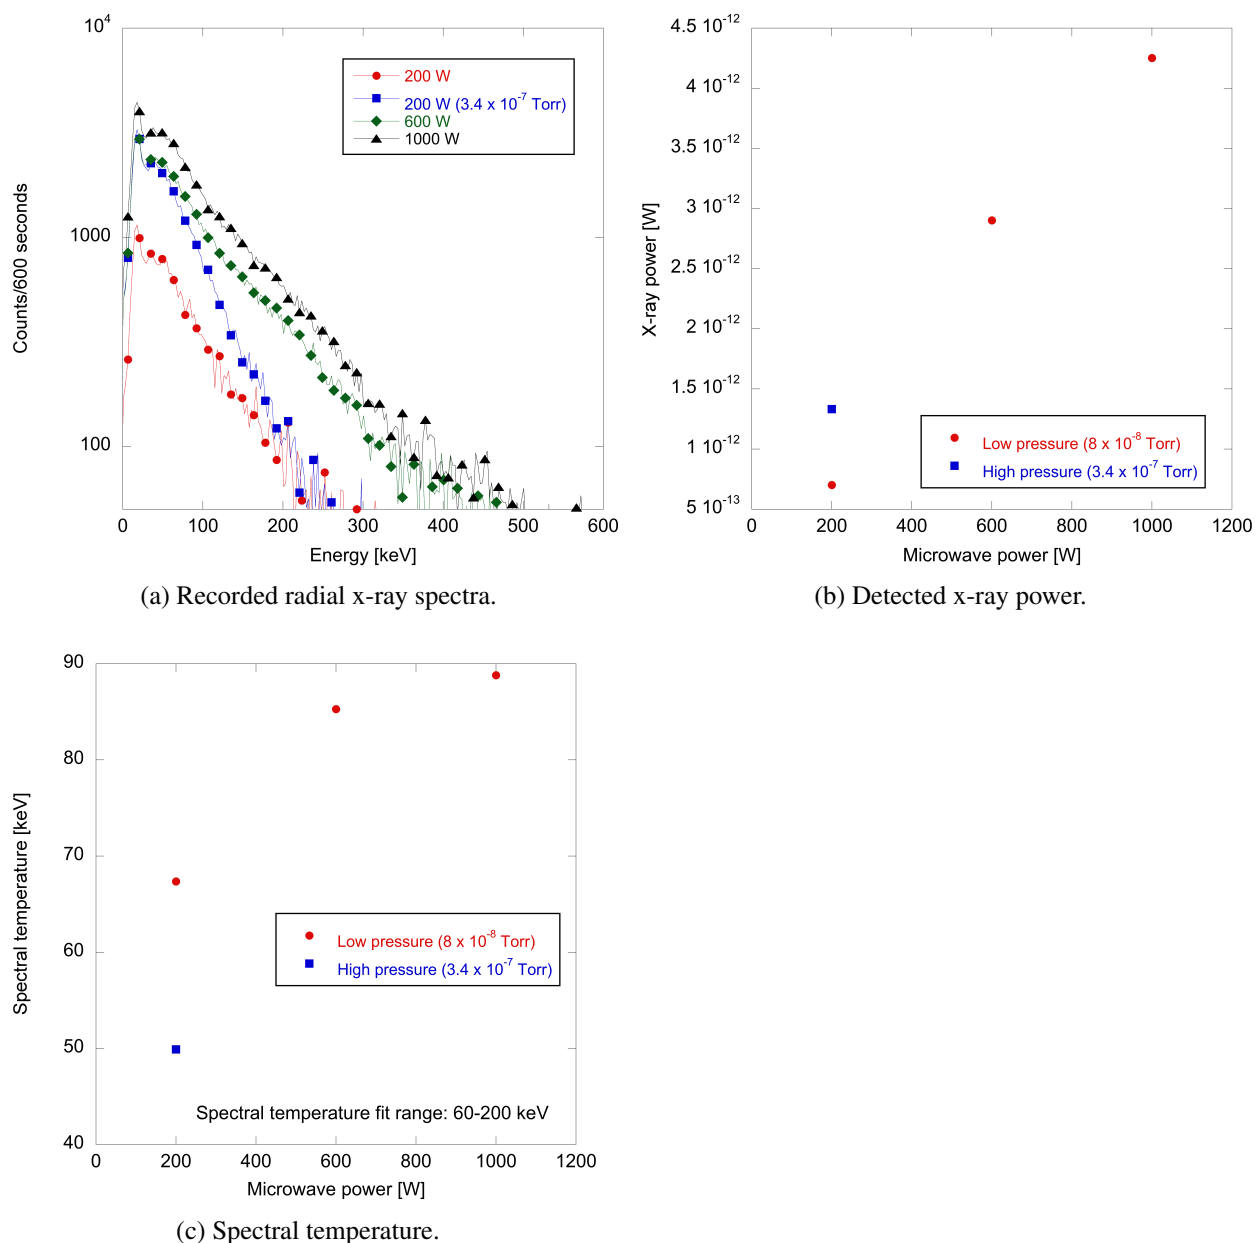 10⁴
1000
100
Counts/600 seconds
200 W
200 W (3.4 x 10⁻⁷ Torr)
600 W
1000 W
0 100 200 300 400 500 600
Energy [keV]
(a) Recorded radial x-ray spectra.
4.5 10⁻¹²
4 10⁻¹²
3.5 10⁻¹²
3 10⁻¹²
2.5 10⁻¹²
2 10⁻¹²
1.5 10⁻¹²
1 10⁻¹²
5 10⁻¹³
X-ray power [W]
Low pressure (8 x 10⁻⁸ Torr)
High pressure (3.4 x 10⁻⁷ Torr)
0 200 400 600 800 1000 1200
Microwave power [W]
(b) Detected x-ray power.
90
80
70
60
50
40
Spectral temperature [keV]
Low pressure (8 x 10⁻⁸ Torr)
High pressure (3.4 x 10⁻⁷ Torr)
Spectral temperature fit range: 60-200 keV
0 200 400 600 800 1000 1200
Microwave power [W]
(c) Spectral temperature.